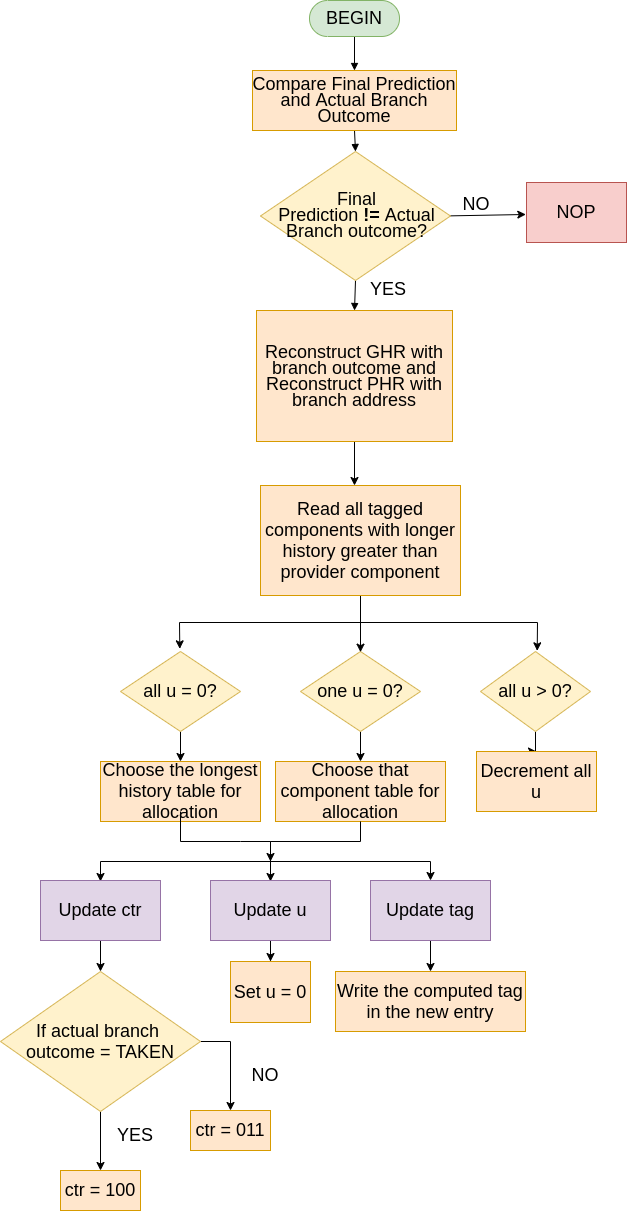 BEGIN
Compare Final Prediction
and Actual Branch
Outcome
Final
Prediction != Actual
Branch outcome?
NO
NOP
YES
Reconstruct GHR with
branch outcome and
Reconstruct PHR with
branch address
Read all tagged
components with longer
history greater than
provider component
all u = 0?
one u = 0?
all u > 0?
Choose the longest
history table for
allocation
Choose that
component table for
allocation
Decrement all
u
Update ctr
Update u
Update tag
Set u = 0
Write the computed tag
in the new entry
If actual branch
outcome = TAKEN
NO
ctr = 011
YES
ctr = 100